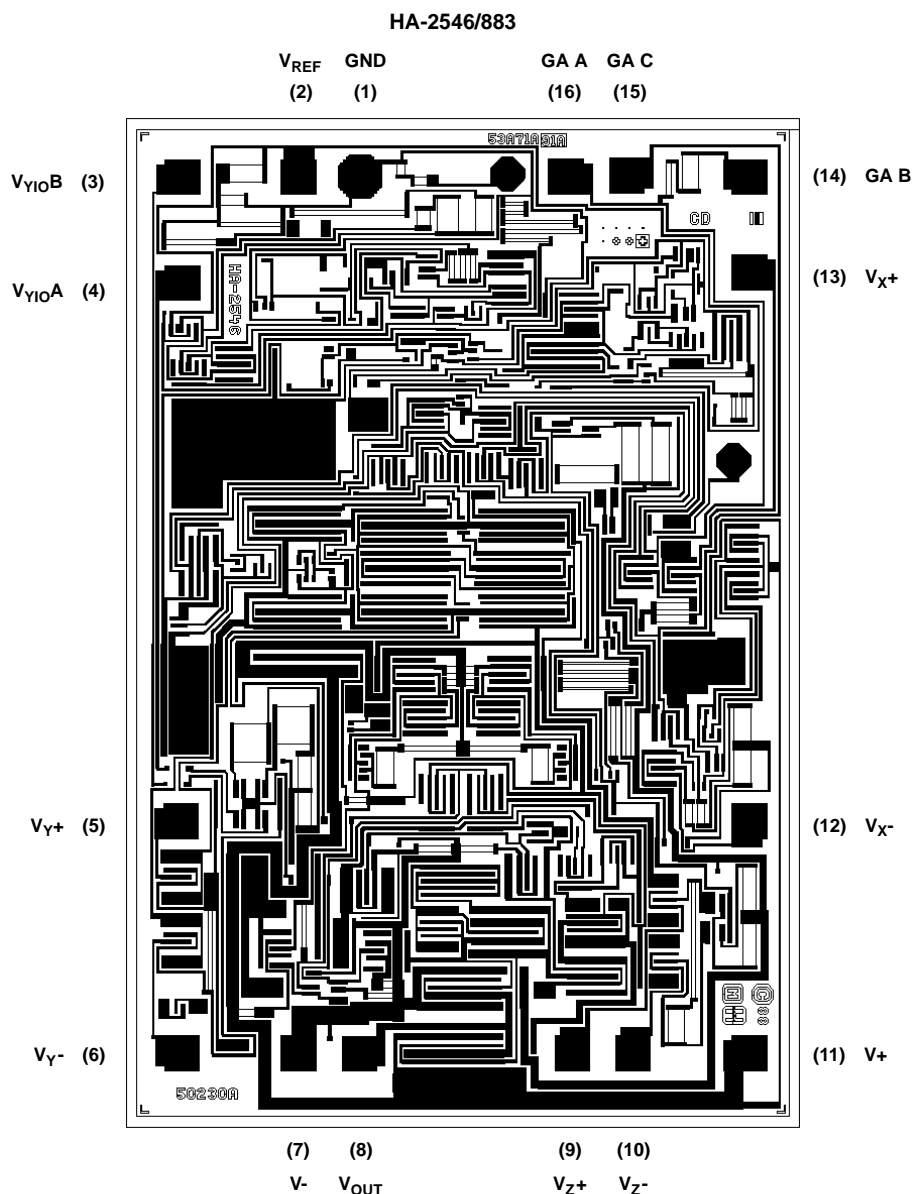 HA-2546/883
VREF GND GA A GA C
(2) (1) (16) (15)
53A71A 91A
VYIOB (3)
(14) GA B
CD
VYIOA (4)
(13) VX+
HA-2546
VY+ (5)
(12) VX-
M C
VY- (6)
(11) V+
50230A
(7) (8) (9) (10)
V- VOUT VZ+ VZ-